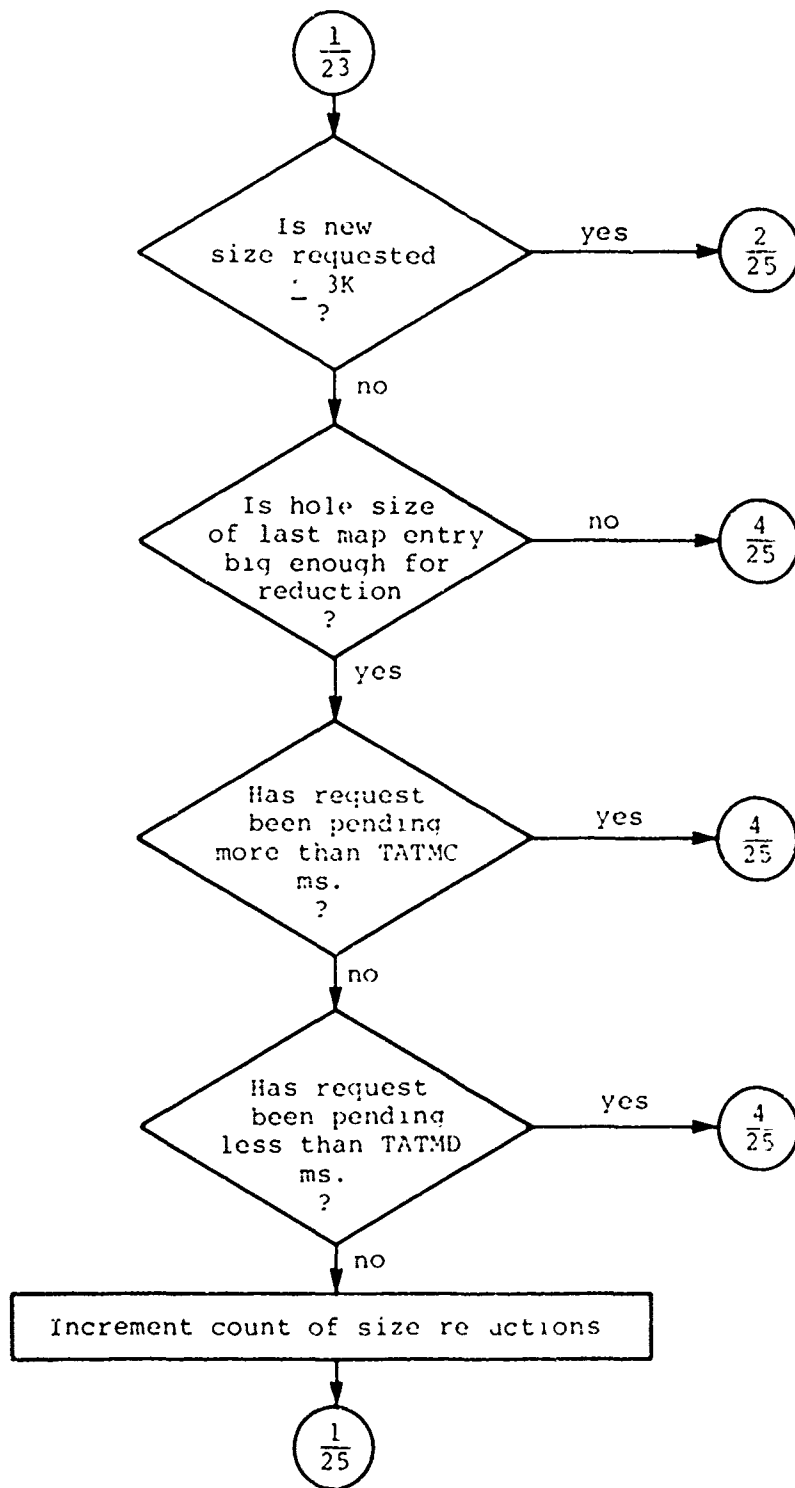 1
23
Is new
size requested
3K
?
yes
2
25
no
Is hole size
of last map entry
big enough for
reduction
?
no
4
25
yes
Has request
been pending
more than TATMC
ms.
?
yes
4
25
no
Has request
been pending
less than TATMD
ms.
?
yes
4
25
no
Increment count of size re uctions
1
25